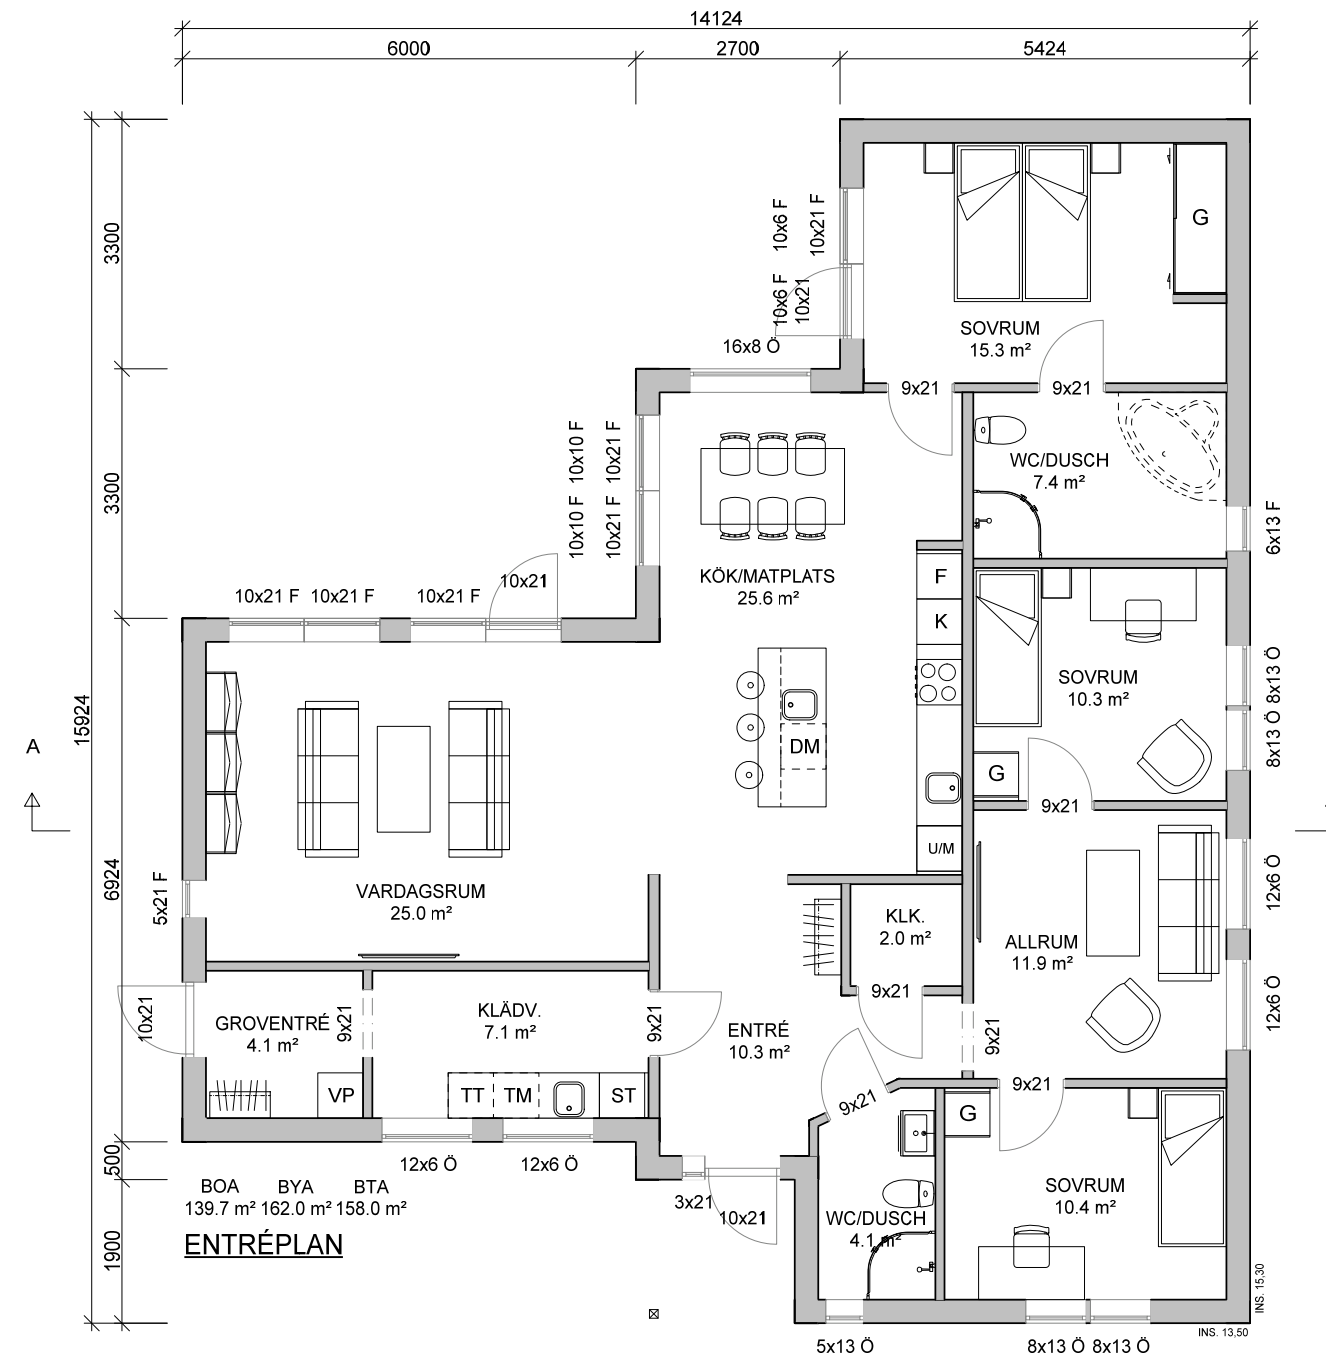 14124
6000
2700
5424
3300
10x6 F
10x21 F
G
10x6 F
10x21
SOVRUM
15.3 m²
16x8 Ö
9x21
9x21
3300
10x10 F
10x21 F
10x10 F
10x21 F
WC/DUSCH
7.4 m²
6x13 F
KÖK/MATPLATS
25.6 m²
F
K
10x21 F
10x21 F
10x21 F
10x21
SOVRUM
10.3 m²
8x13 Ö
8x13 Ö
15924
A
DM
G
9x21
U/M
6924
5x21 F
VARDAGSRUM
25.0 m²
KLK.
2.0 m²
ALLRUM
11.9 m²
12x6 Ö
12x6 Ö
9x21
9x21
10x21
GROVENTRÉ
4.1 m²
9x21
KLÄDV.
7.1 m²
9x21
ENTRÉ
10.3 m²
VP
TT
TM
ST
9x21
9x21
G
12x6 Ö
12x6 Ö
500
3x21
10x21
SOVRUM
10.4 m²
WC/DUSCH
4.1 m²
BOA BYA BTA
139.7 m² 162.0 m² 158.0 m²
ENTRÉPLAN
1900
INS. 15,30
INS. 13,50
5x13 Ö
8x13 Ö
8x13 Ö